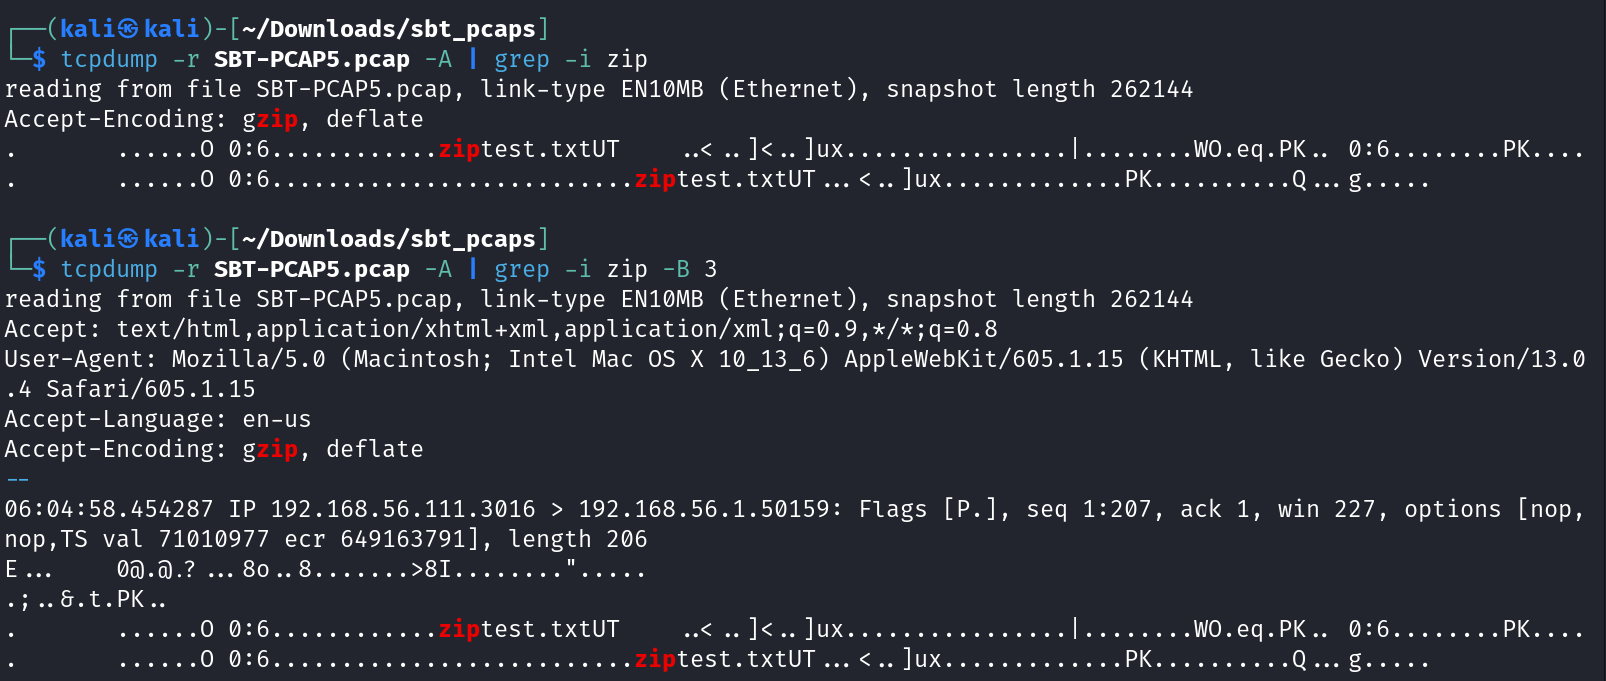 ┌──(kali㉿kali)-[~/Downloads/sbt_pcaps]
└─$ tcpdump -r SBT-PCAP5.pcap -A | grep -i zip
reading from file SBT-PCAP5.pcap, link-type EN10MB (Ethernet), snapshot length 262144
Accept-Encoding: gzip, deflate
.       ......O 0:6............ziptest.txtUT    ..< ..]<..]ux................|........WO.eq.PK.. 0:6........PK....
.       ......O 0:6..........................ziptest.txtUT...<..]ux.............PK..........Q...g.....
┌──(kali㉿kali)-[~/Downloads/sbt_pcaps]
└─$ tcpdump -r SBT-PCAP5.pcap -A | grep -i zip -B 3
reading from file SBT-PCAP5.pcap, link-type EN10MB (Ethernet), snapshot length 262144
Accept: text/html,application/xhtml+xml,application/xml;q=0.9,*/*;q=0.8
User-Agent: Mozilla/5.0 (Macintosh; Intel Mac OS X 10_13_6) AppleWebKit/605.1.15 (KHTML, like Gecko) Version/13.0
.4 Safari/605.1.15
Accept-Language: en-us
Accept-Encoding: gzip, deflate
--
06:04:58.454287 IP 192.168.56.111.3016 > 192.168.56.1.50159: Flags [P.], seq 1:207, ack 1, win 227, options [nop,
nop,TS val 71010977 ecr 649163791], length 206
E...    0@.@.? ...8o..8.......>8I........".....
.;..&.t.PK..
.       ......O 0:6............ziptest.txtUT    ..< ..]<..]ux................|........WO.eq.PK.. 0:6........PK....
.       ......O 0:6..........................ziptest.txtUT...<..]ux.............PK..........Q...g.....